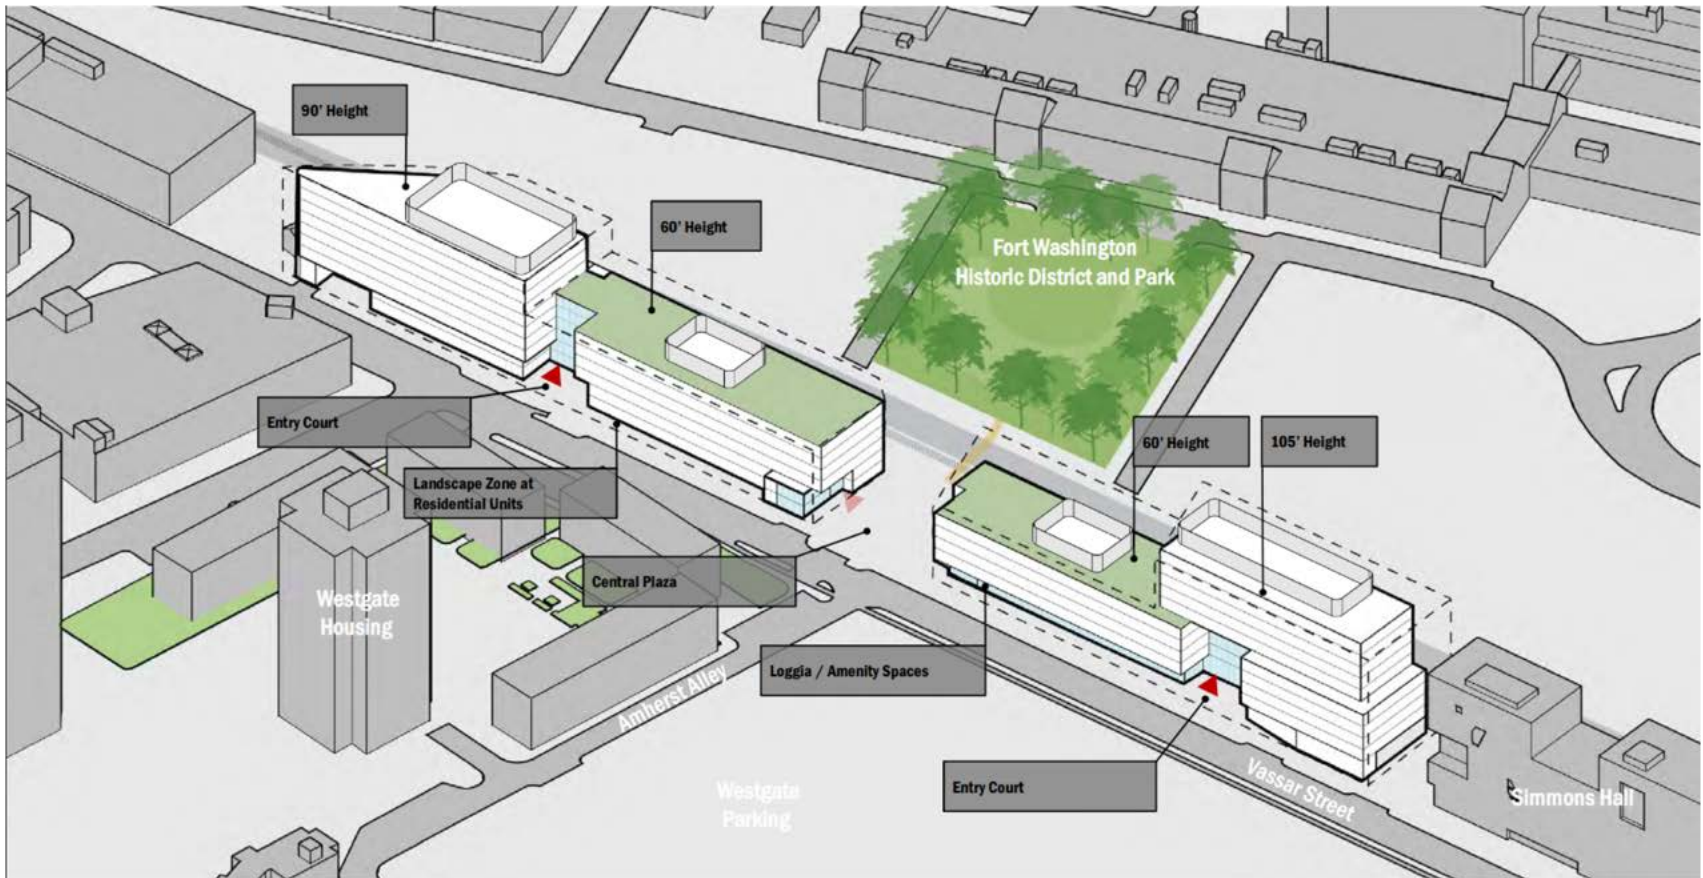 90' Height
60' Height
Fort Washington
Historic District and Park
Entry Court
60' Height
105' Height
Landscape Zone at
Residential Units
Central Plaza
Westgate
Housing
Loggia / Amenity Spaces
Amherst Alley
Entry Court
Vassar Street
Westgate
Parking
Simmons Hall